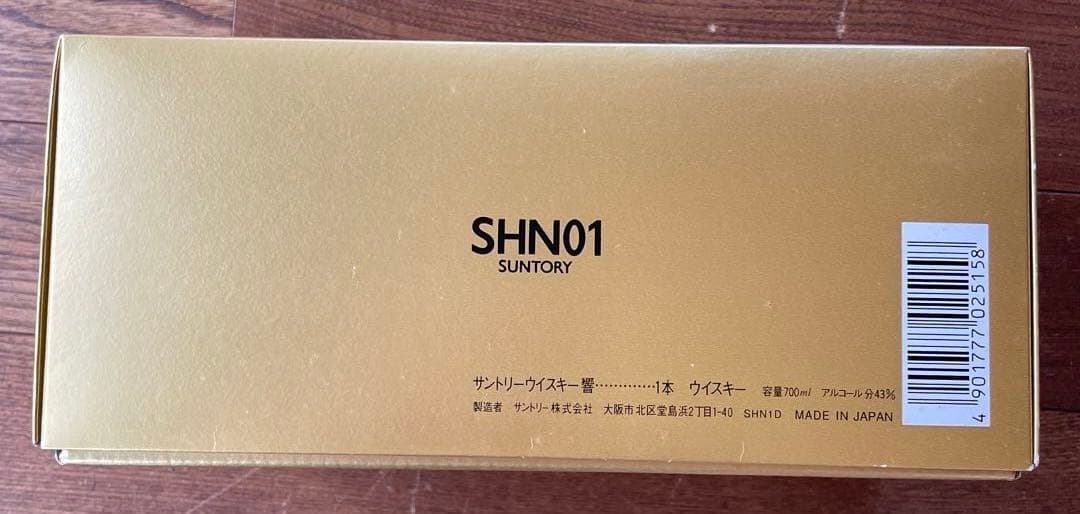 SHN01
SUNTORY
サントリーウイスキー響・・・・・・・・・・・・・1本 ウイスキー 容量700ml アルコール分43%
製造者 サントリー株式会社 大阪市北区堂島浜2丁目1-40 SHN1D MADE IN JAPAN
4 901777 025158